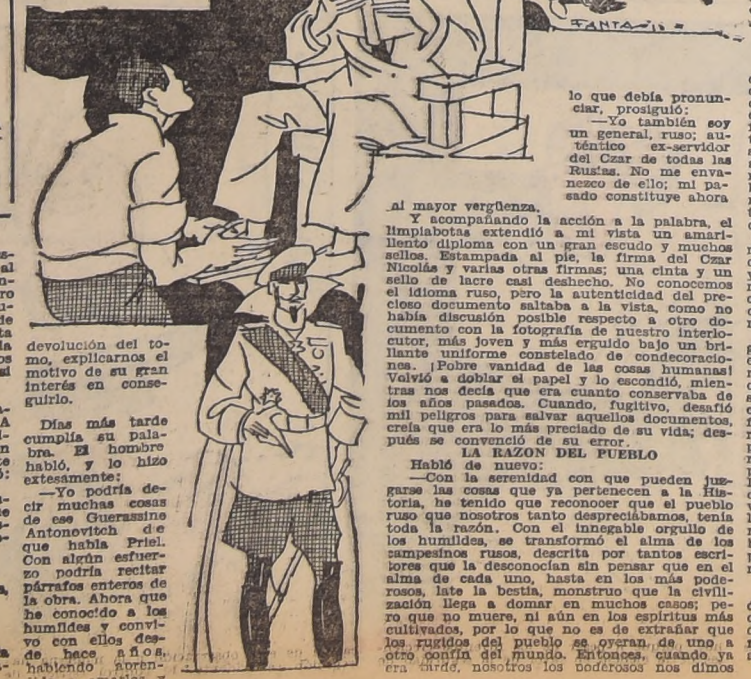 FANTA
devolución del to-
mo, explicarnos el
motivo de su gran
interés en conse-
guirlo.
Días más tarde
cumplía su pala-
bra. El hombre
habló, y lo hizo
extesamente:
—Yo podría de-
cir muchas cosas
de ese Guerassino
Antonovitch de
que habla Priel.
Con algún esfuer-
zo podría recitar
párrafos enteros de
la obra. Ahora que
he conocido a los
humildes y convi-
vo con ellos des-
de hace años,
habiendo apren-
lo que debía pronun-
ciar, prosiguió:
—Yo también soy
un general, ruso; au-
téntico ex-servidor
del Czar de todas las
Rusias. No me enva-
nezco de ello; mi pa-
sado constituye ahora
mi mayor vergüenza.
Y acompañando la acción a la palabra, el
limpiabotas extendió a mi vista un amari-
llento diploma con un gran escudo y muchos
sellos. Estampada al pie, la firma del Czar
Nicolás y varias otras firmas; una cinta y un
sello de lacre casi deshecho. No conocemos
el idioma ruso, pero la autenticidad del pre-
cioso documento saltaba a la vista, como no
había discusión posible respecto a otro do-
cumento con la fotografía de nuestro interlo-
cutor, más joven y más erguido bajo un bri-
llante uniforme constelado de condecoracio-
nes. ¡Pobre vanidad de las cosas humanas!
Volvió a doblar el papel y lo escondió, mien-
tras nos decía que era cuanto conservaba de
los años pasados. Cuando, fugitivo, desafió
mil peligros para salvar aquellos documentos,
creía que era lo más preciado de su vida; des-
pués se convenció de su error.
LA RAZON DEL PUEBLO
Habló de nuevo:
—Con la serenidad con que pueden juz-
garse las cosas que ya pertenecen a la His-
toria, he tenido que reconocer que el pueblo
ruso que nosotros tanto despreciábamos, tenía
toda la razón. Con el innegable orgullo de
los humildes, se transformó el alma de los
campesinos rusos, descrita por tantos escri-
tores que la desconocían sin pensar que en el
alma de cada uno, hasta en los más pode-
rosos, late la bestia, monstruo que la civili-
zación llega a domar en muchos casos; pe-
ro que no muere, ni aún en los espíritus más
cultivados, por lo que no es de extrañar que
los rugidos del pueblo se oyeran de uno a
otro confín del mundo. Entonces, cuando ya
era tarde, nosotros los poderosos nos dimos